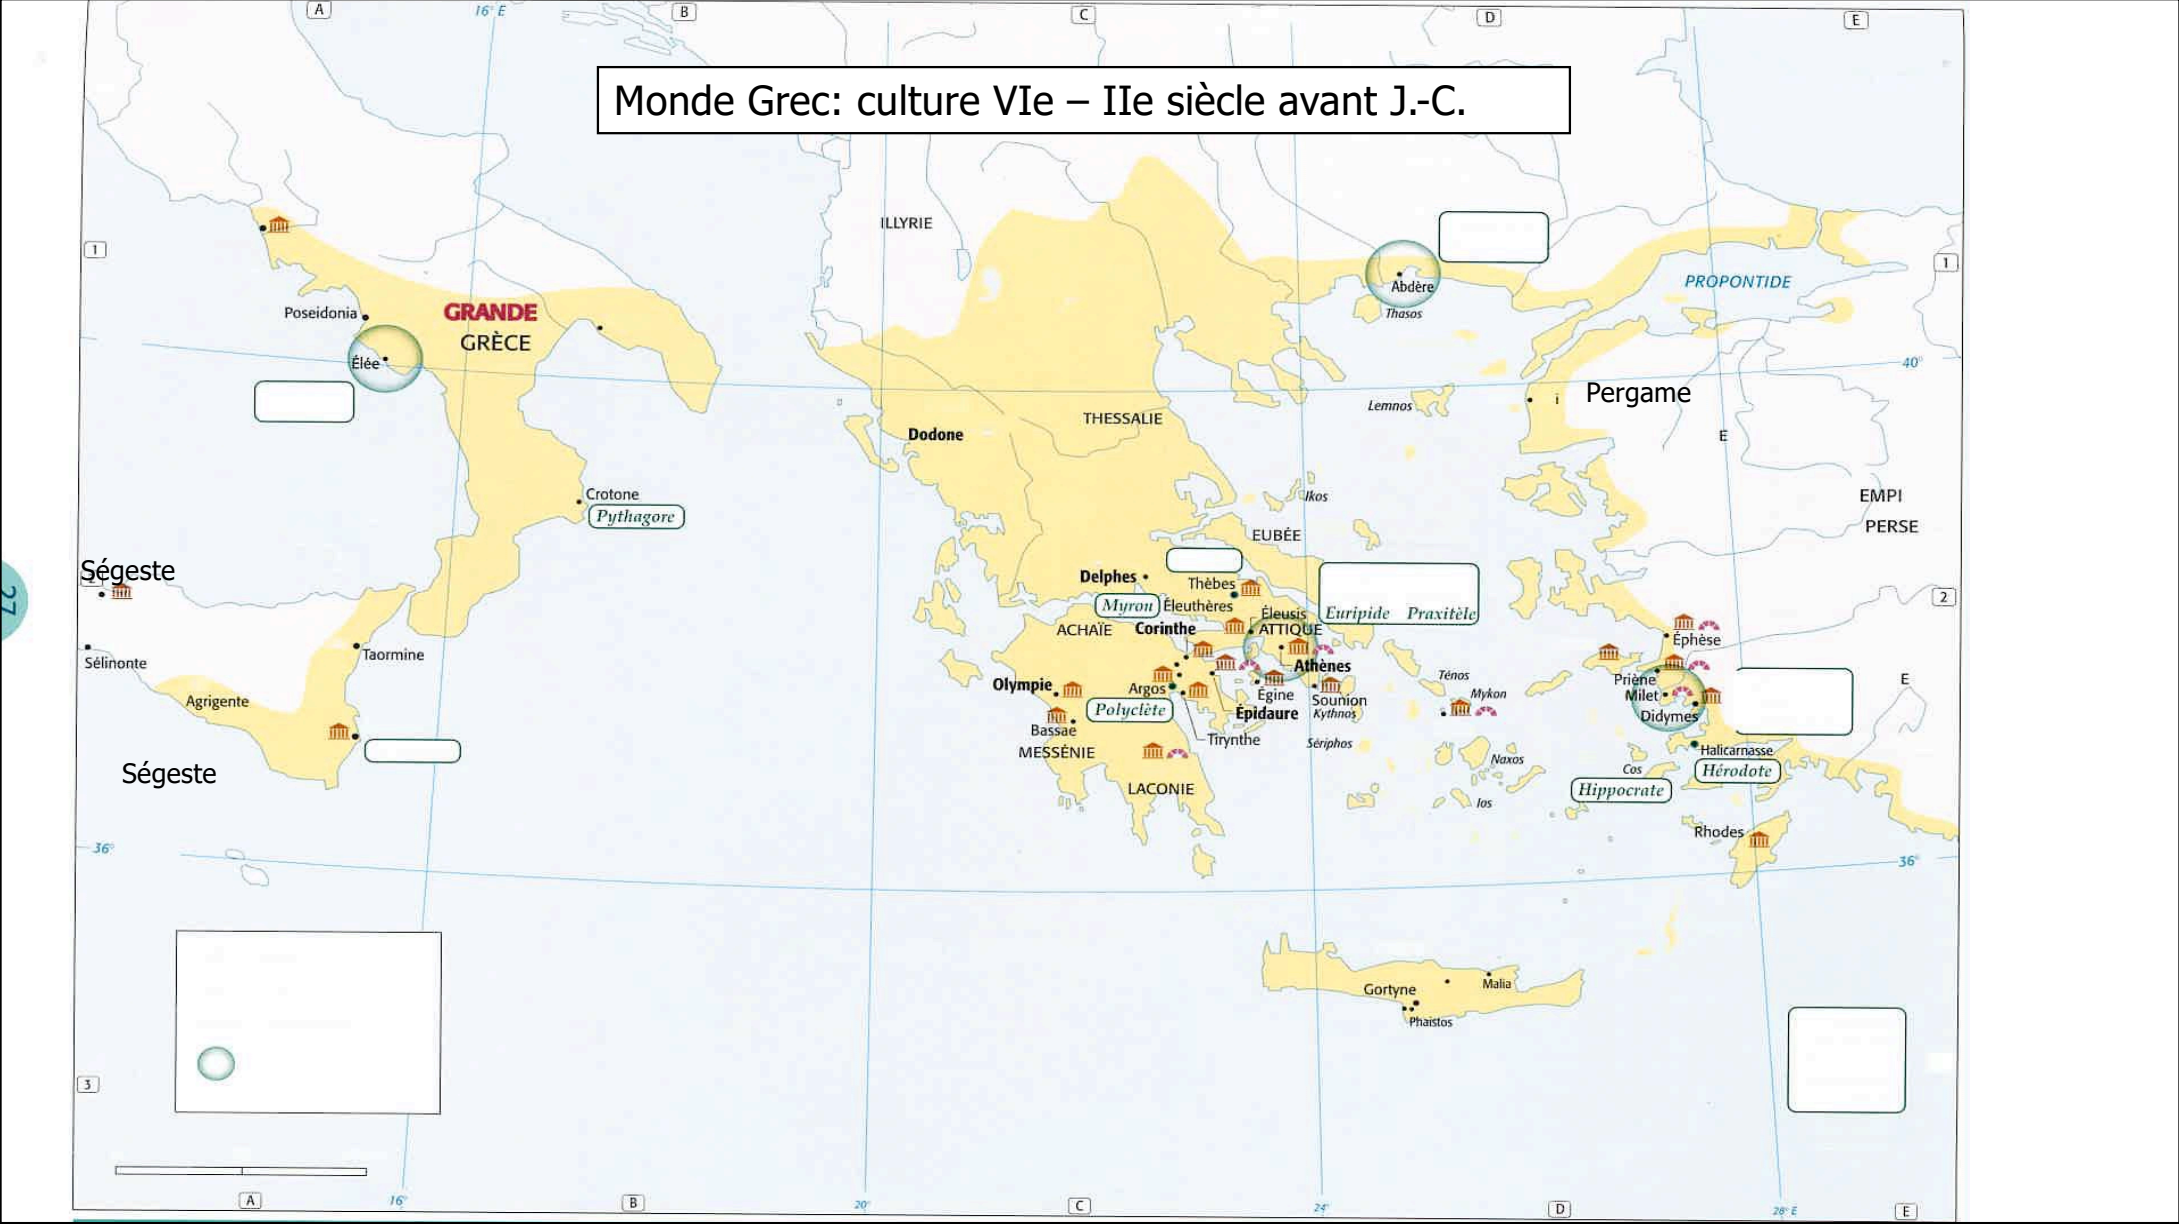 A
16° E
B
C
D
E
Monde Grec: culture VIe – IIe siècle avant J.-C.
ILLYRIE
1
1
PROPONTIDE
Abdère
Thasos
Poseidonia
GRANDE
GRÈCE
Élée
40°
Pergame
i
Lemnos
THESSALIE
Dodone
E
Crotone
Pythagore
Ikos
EMPI
PERSE
EUBÉE
Ségeste
27
Delphes
Thèbes
Myron
Éleuthères
Éleusis
Euripide Praxitèle
2
ACHAÏE
Corinthe
ATTIQUE
Éphèse
Taormine
Sélinonte
Athènes
Olympie
Argos
Égine
Sounion
Ténos
Mykon
Priène
Milet
E
Agrigente
Polyclète
Épidaure
Kythnos
Didymes
Bassae
Tirynthe
Sériphos
MESSÉNIE
Halicarnasse
Naxos
Cos
Hérodote
Ségeste
LACONIE
Hippocrate
Ios
Rhodes
36°
36°
Gortyne
Malia
Phaistos
3
A
16°
B
20°
C
24°
D
28° E
E